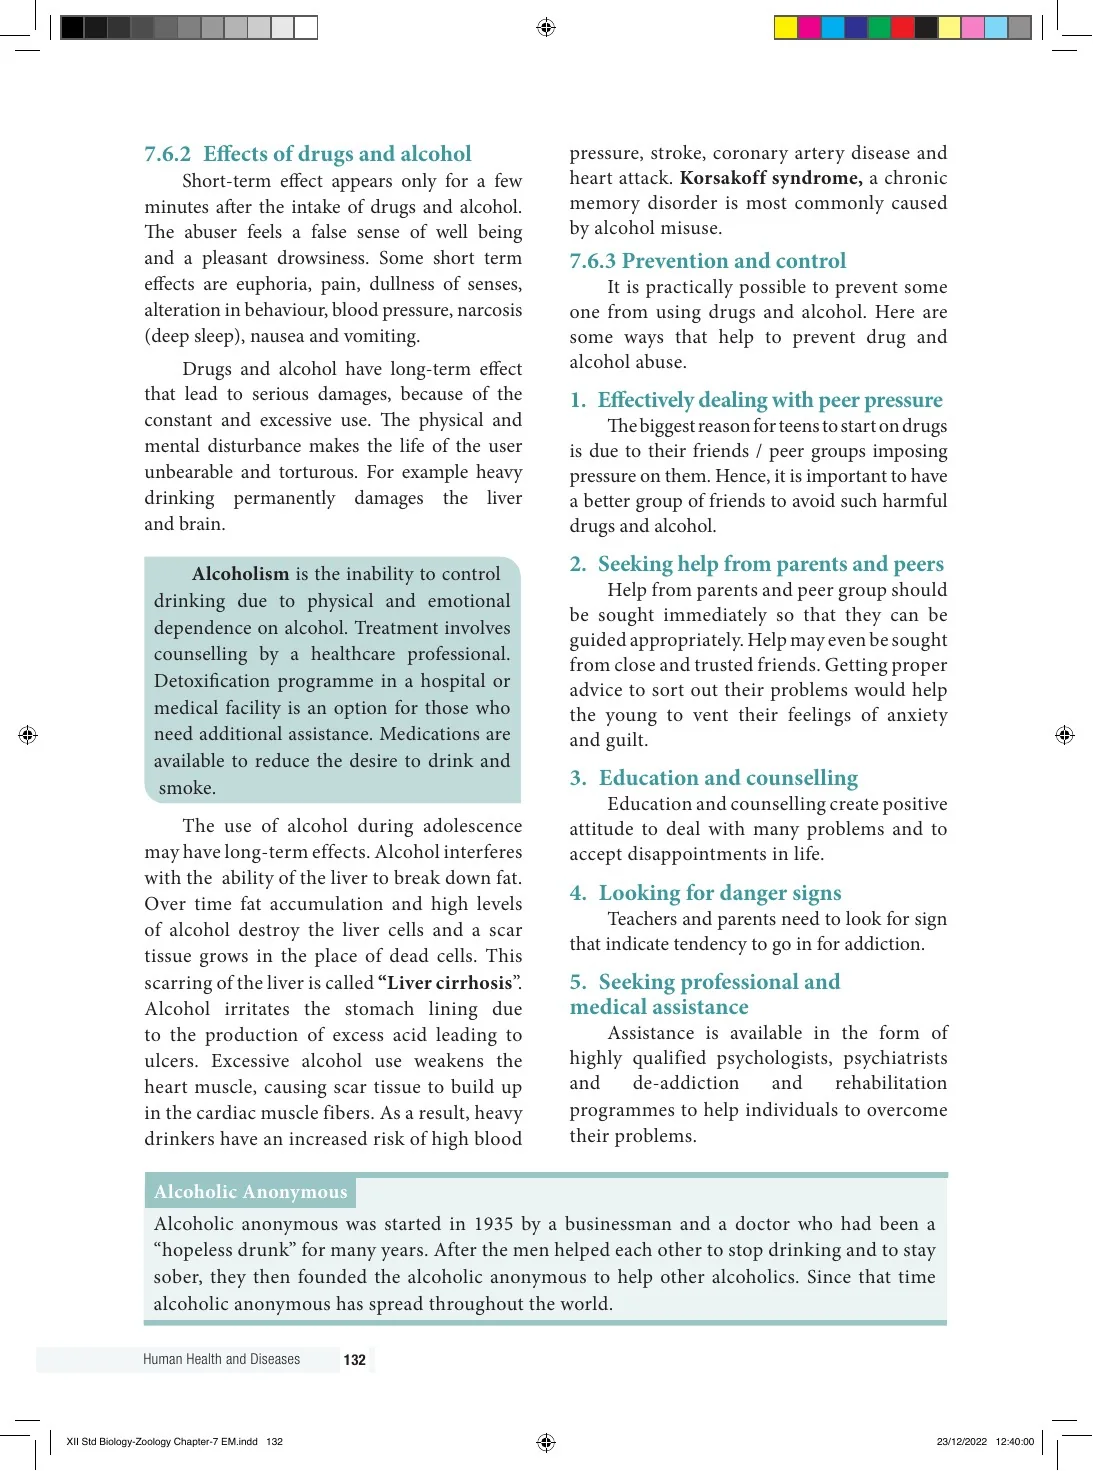 7.6.2 Effects of drugs and alcohol
Short-term effect appears only for a few
minutes after the intake of drugs and alcohol.
The abuser feels a false sense of well being
and a pleasant drowsiness. Some short term
effects are euphoria, pain, dullness of senses,
alteration in behaviour, blood pressure, narcosis
(deep sleep), nausea and vomiting.
Drugs and alcohol have long-term effect
that lead to serious damages, because of the
constant and excessive use. The physical and
mental disturbance makes the life of the user
unbearable and torturous. For example heavy
drinking permanently damages the liver
and brain.
Alcoholism is the inability to control
drinking due to physical and emotional
dependence on alcohol. Treatment involves
counselling by a healthcare professional.
Detoxification programme in a hospital or
medical facility is an option for those who
need additional assistance. Medications are
available to reduce the desire to drink and
smoke.
The use of alcohol during adolescence
may have long-term effects. Alcohol interferes
with the ability of the liver to break down fat.
Over time fat accumulation and high levels
of alcohol destroy the liver cells and a scar
tissue grows in the place of dead cells. This
scarring of the liver is called “Liver cirrhosis”.
Alcohol irritates the stomach lining due
to the production of excess acid leading to
ulcers. Excessive alcohol use weakens the
heart muscle, causing scar tissue to build up
in the cardiac muscle fibers. As a result, heavy
drinkers have an increased risk of high blood
pressure, stroke, coronary artery disease and
heart attack. Korsakoff syndrome, a chronic
memory disorder is most commonly caused
by alcohol misuse.
7.6.3 Prevention and control
It is practically possible to prevent some
one from using drugs and alcohol. Here are
some ways that help to prevent drug and
alcohol abuse.
1. Effectively dealing with peer pressure
The biggest reason for teens to start on drugs
is due to their friends / peer groups imposing
pressure on them. Hence, it is important to have
a better group of friends to avoid such harmful
drugs and alcohol.
2. Seeking help from parents and peers
Help from parents and peer group should
be sought immediately so that they can be
guided appropriately. Help may even be sought
from close and trusted friends. Getting proper
advice to sort out their problems would help
the young to vent their feelings of anxiety
and guilt.
3. Education and counselling
Education and counselling create positive
attitude to deal with many problems and to
accept disappointments in life.
4. Looking for danger signs
Teachers and parents need to look for sign
that indicate tendency to go in for addiction.
5. Seeking professional and
medical assistance
Assistance is available in the form of
highly qualified psychologists, psychiatrists
and de-addiction and rehabilitation
programmes to help individuals to overcome
their problems.
Alcoholic Anonymous
Alcoholic anonymous was started in 1935 by a businessman and a doctor who had been a
“hopeless drunk” for many years. After the men helped each other to stop drinking and to stay
sober, they then founded the alcoholic anonymous to help other alcoholics. Since that time
alcoholic anonymous has spread throughout the world.
Human Health and Diseases 132
XII Std Biology-Zoology Chapter-7 EM.indd 132 23/12/2022 12:40:00